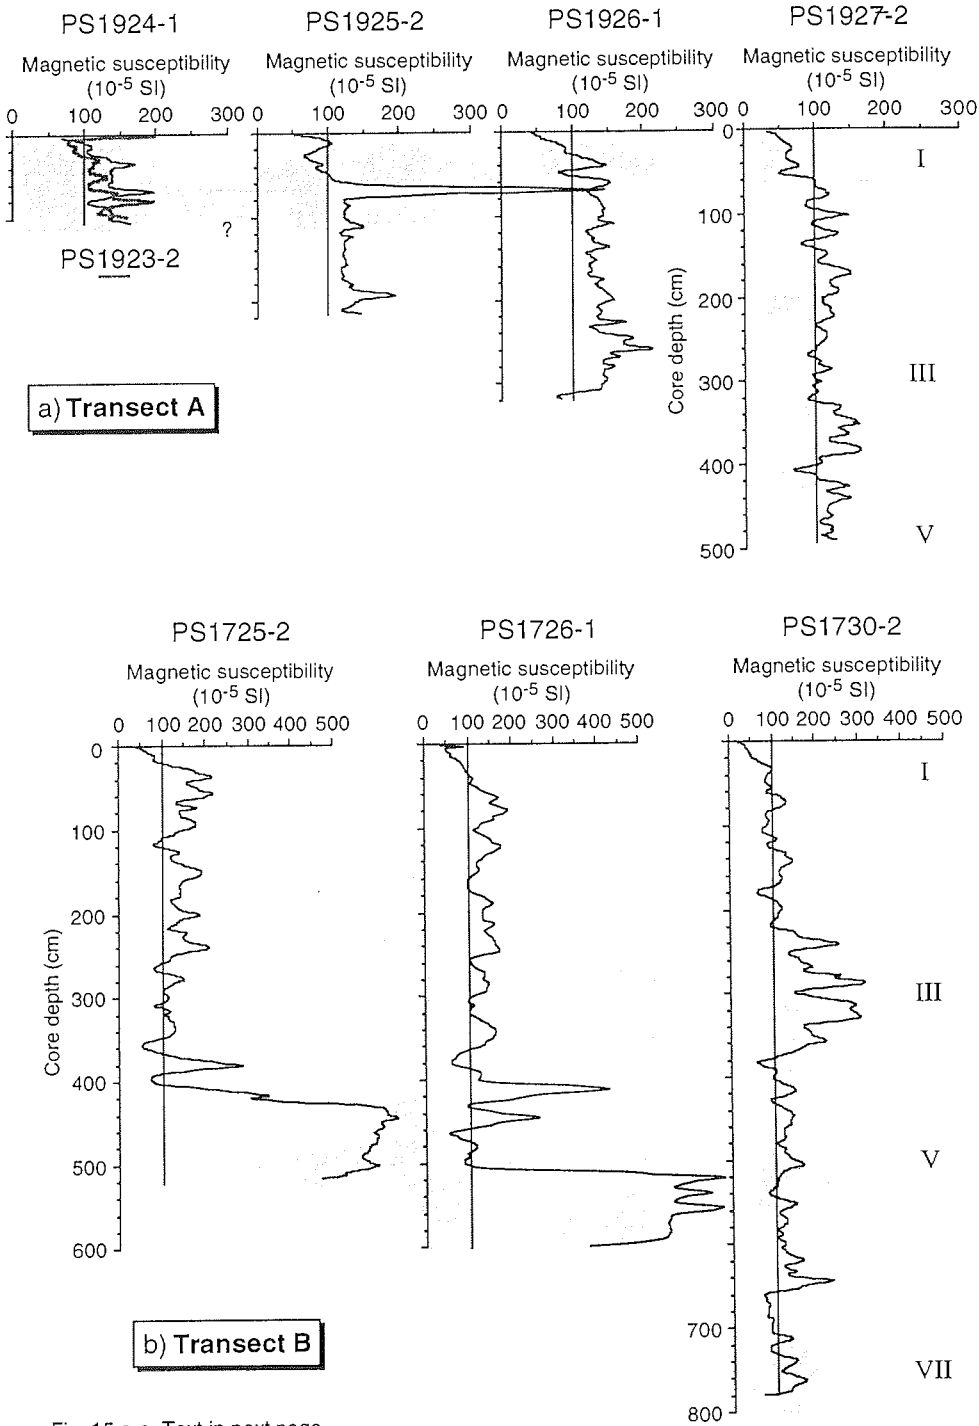 PS1924-1 PS1925-2 PS1926-1 PS1927-2
Magnetic susceptibility Magnetic susceptibility Magnetic susceptibility Magnetic susceptibility
(10-5 SI) (10-5 SI) (10-5 SI) (10-5 SI)
0 100 200 300 0 100 200 300 0 100 200 300 0 100 200 300
0
I
100
?
PS1923-2
Core depth (cm)
200
III
300
a) Transect A
400
V
500
PS1725-2 PS1726-1 PS1730-2
Magnetic susceptibility Magnetic susceptibility Magnetic susceptibility
(10-5 SI) (10-5 SI) (10-5 SI)
0 100 200 300 500 0 100 200 300 500 0 100 200 300 500
0
I
100
200
Core depth (cm)
300
III
400
V
500
600
b) Transect B
700
VII
800